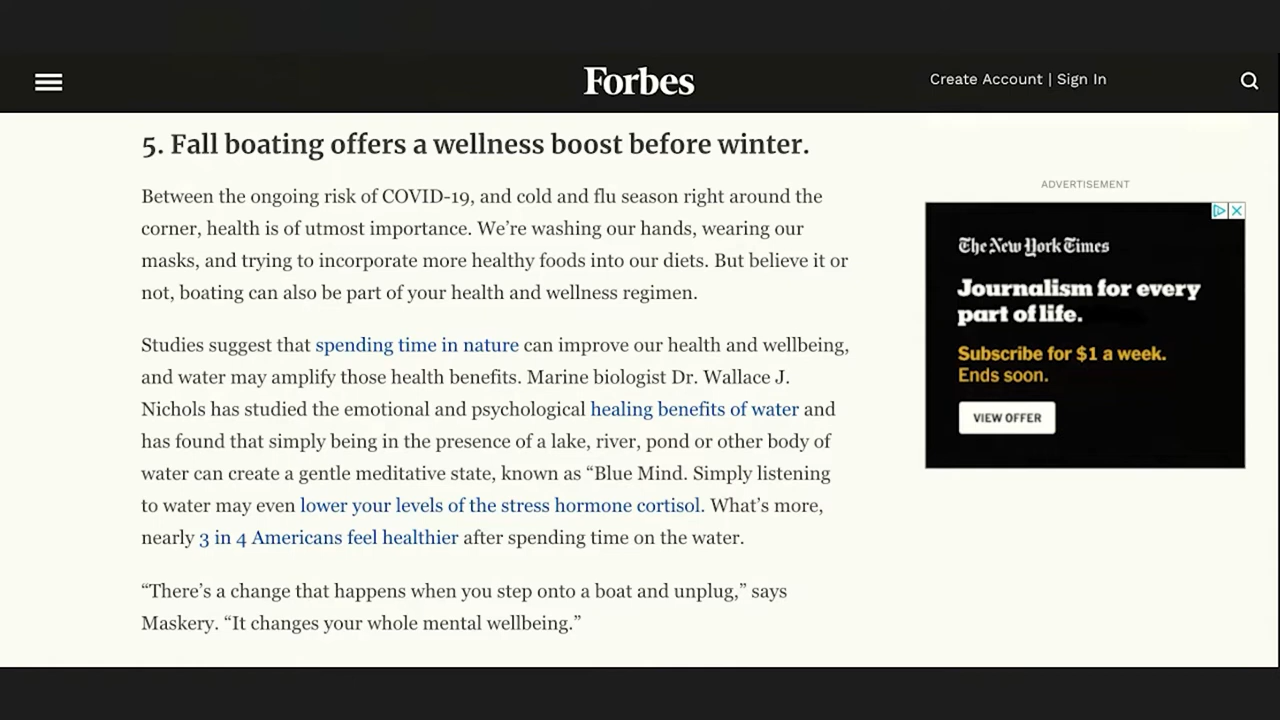 Forbes
Create Account | Sign In
5. Fall boating offers a wellness boost before winter.
Between the ongoing risk of COVID-19, and cold and flu season right around the
corner, health is of utmost importance. We’re washing our hands, wearing our
masks, and trying to incorporate more healthy foods into our diets. But believe it or
not, boating can also be part of your health and wellness regimen.
Studies suggest that spending time in nature can improve our health and wellbeing,
and water may amplify those health benefits. Marine biologist Dr. Wallace J.
Nichols has studied the emotional and psychological healing benefits of water and
has found that simply being in the presence of a lake, river, pond or other body of
water can create a gentle meditative state, known as “Blue Mind. Simply listening
to water may even lower your levels of the stress hormone cortisol. What’s more,
nearly 3 in 4 Americans feel healthier after spending time on the water.
“There’s a change that happens when you step onto a boat and unplug,” says
Maskery. “It changes your whole mental wellbeing.”
ADVERTISEMENT
The New York Times
Journalism for every
part of life.
Subscribe for $1 a week.
Ends soon.
VIEW OFFER